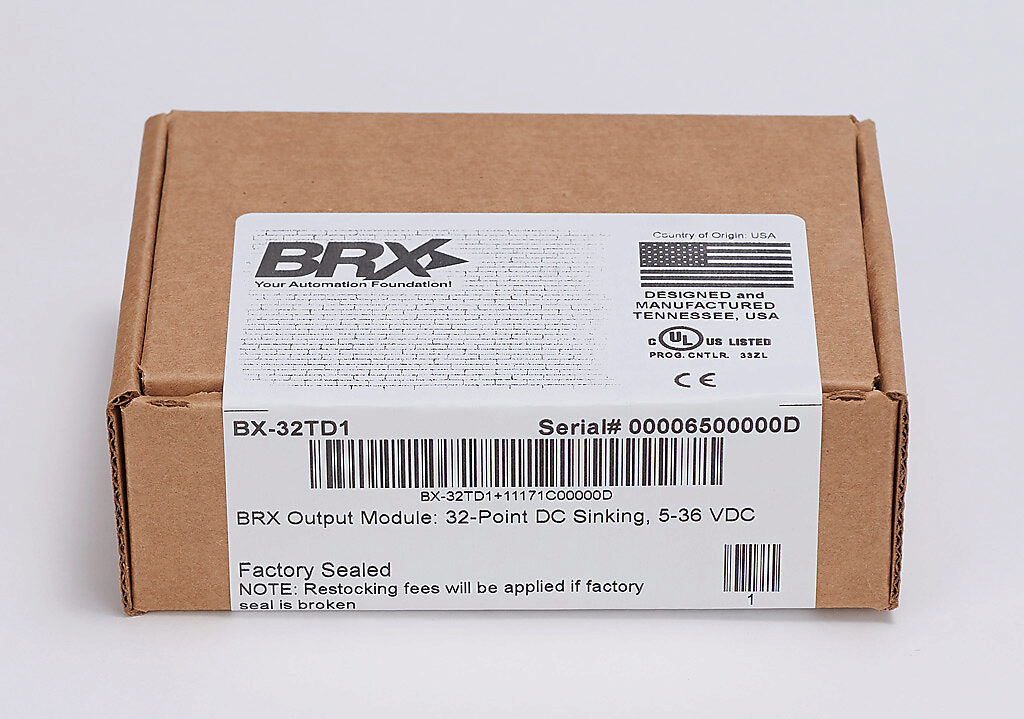 BRX
Your Automation Foundation!
Country of Origin: USA
DESIGNED and
MANUFACTURED
TENNESSEE, USA
C UL US LISTED
PROG. CNTLR. 33ZL
CE
BX-32TD1 Serial# 00006500000D
BX-32TD1+11171C00000D
BRX Output Module: 32-Point DC Sinking, 5-36 VDC
Factory Sealed
NOTE: Restocking fees will be applied if factory
seal is broken
1